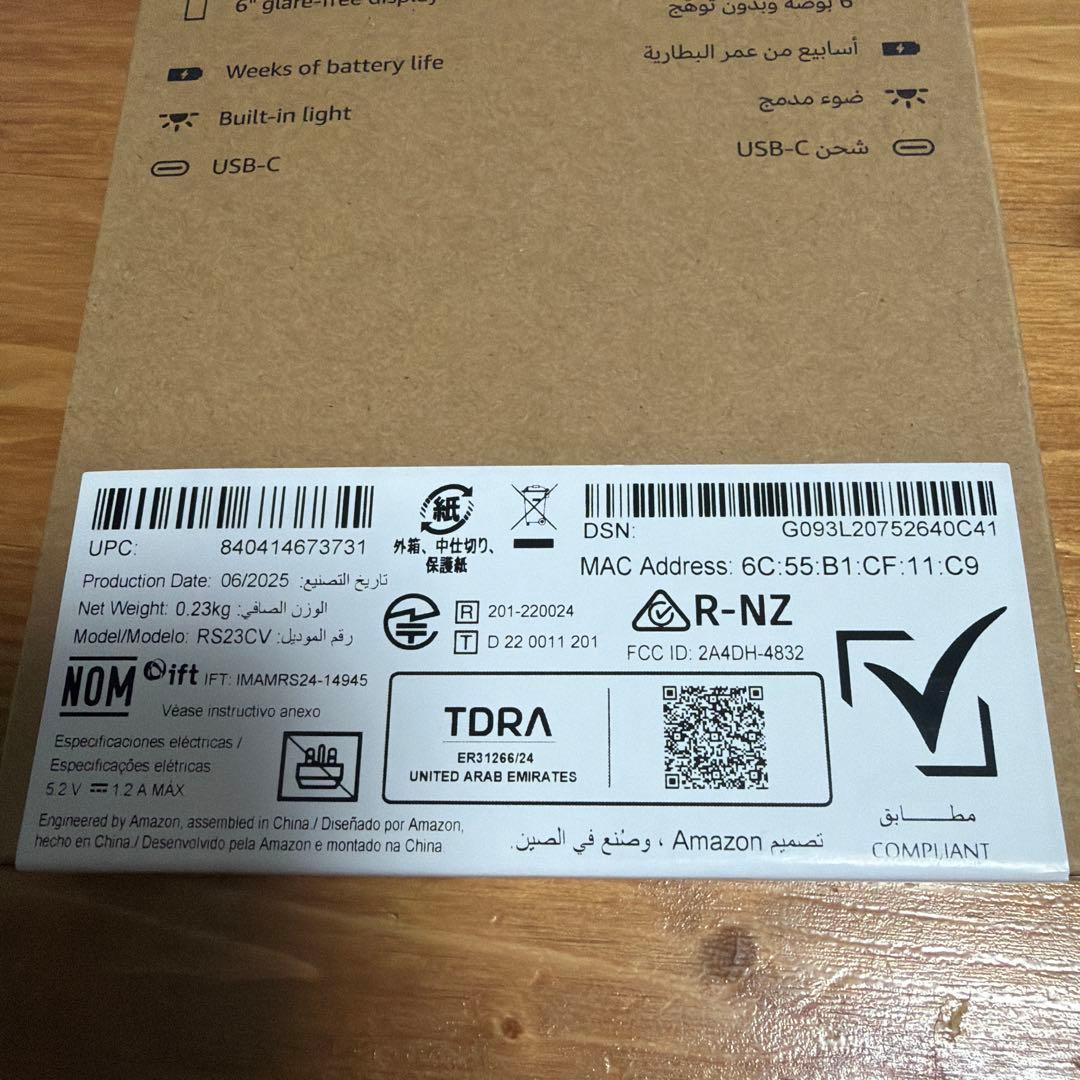 6" glare-free display
Weeks of battery life
Built-in light
USB-C
6 بوصة وبدون توهج
أسابيع من عمر البطارية
ضوء مدمج
شحن USB-C
UPC: 840414673731
Production Date: 06/2025 تاريخ التصنيع:
Net Weight: 0.23kg الوزن الصافي:
Model/Modelo: RS23CV رقم الموديل:
NOM ift IFT: IMAMRS24-14945
Véase instructivo anexo
Especificaciones eléctricas /
Especificações elétricas
5.2 V 1.2 A MÁX
Engineered by Amazon, assembled in China./ Diseñado por Amazon,
hecho en China./ Desenvolvido pela Amazon e montado na China.
紙
外箱、中仕切り、
保護紙
R 201-220024
T D 22 0011 201
DSN: G093L20752640C41
MAC Address: 6C:55:B1:CF:11:C9
R-NZ
FCC ID: 2A4DH-4832
TDRA
ER31266/24
UNITED ARAB EMIRATES
مطـــابق
COMPLIANT
تصميم Amazon ، وصُنع في الصين.